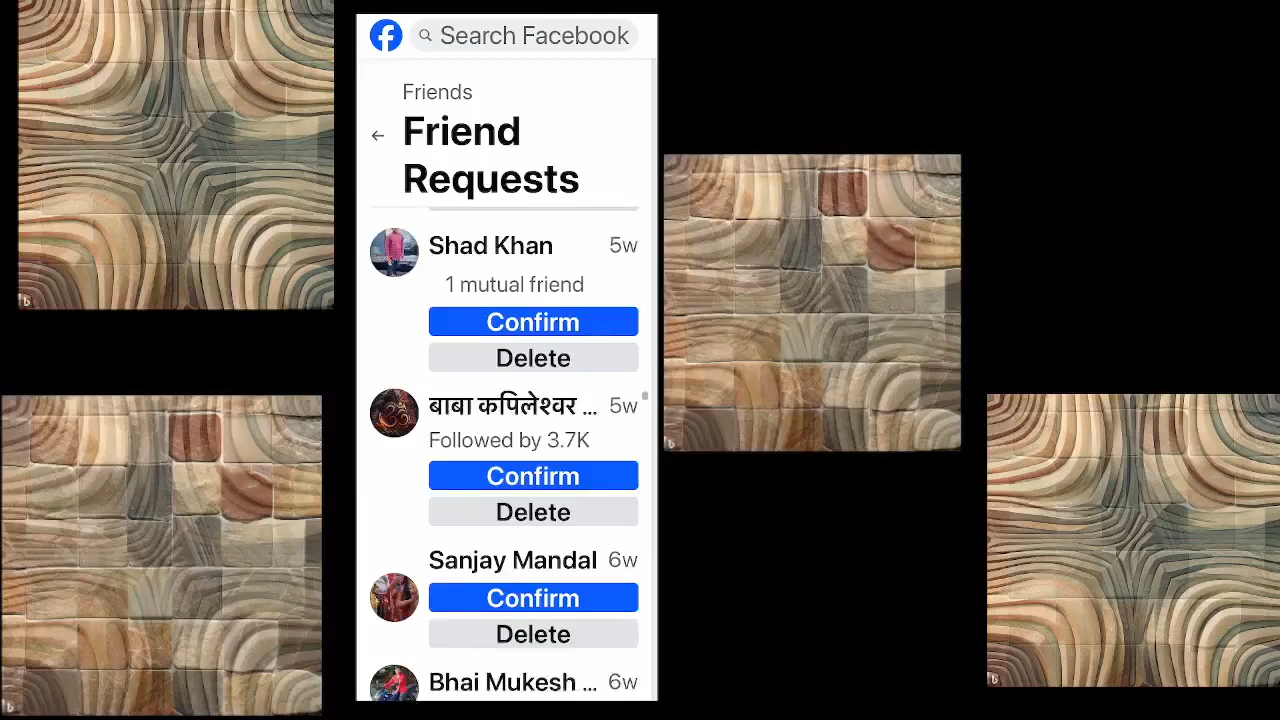 Search Facebook
Friends
Friend
Requests
Shad Khan 5w
1 mutual friend
Confirm
Delete
बाबा कपिलेश्वर ... 5w
Followed by 3.7K
Confirm
Delete
Sanjay Mandal 6w
Confirm
Delete
Bhai Mukesh ... 6w